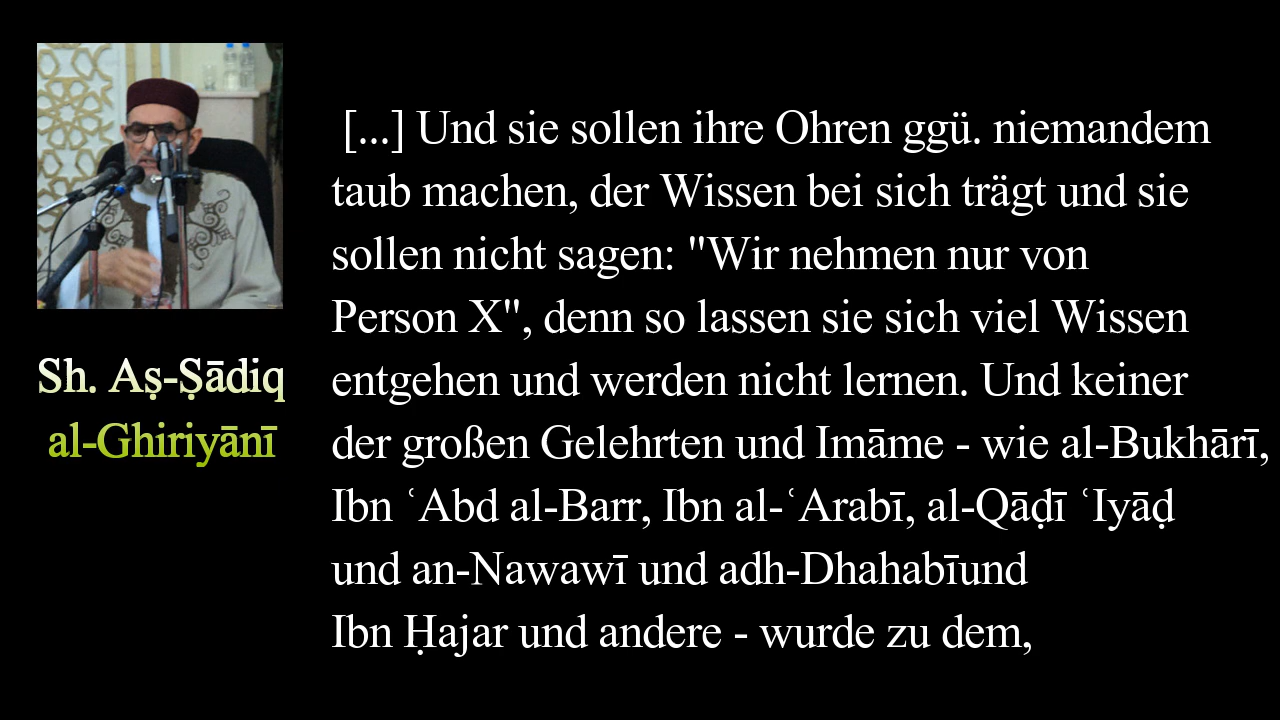 Sh. Aṣ-Ṣādiq
al-Ghiriyānī
[...] Und sie sollen ihre Ohren ggü. niemandem
taub machen, der Wissen bei sich trägt und sie
sollen nicht sagen: "Wir nehmen nur von
Person X", denn so lassen sie sich viel Wissen
entgehen und werden nicht lernen. Und keiner
der großen Gelehrten und Imāme - wie al-Bukhārī,
Ibn ʿAbd al-Barr, Ibn al-ʿArabī, al-Qāḍī ʿIyāḍ
und an-Nawawī und adh-Dhahabīund
Ibn Ḥajar und andere - wurde zu dem,